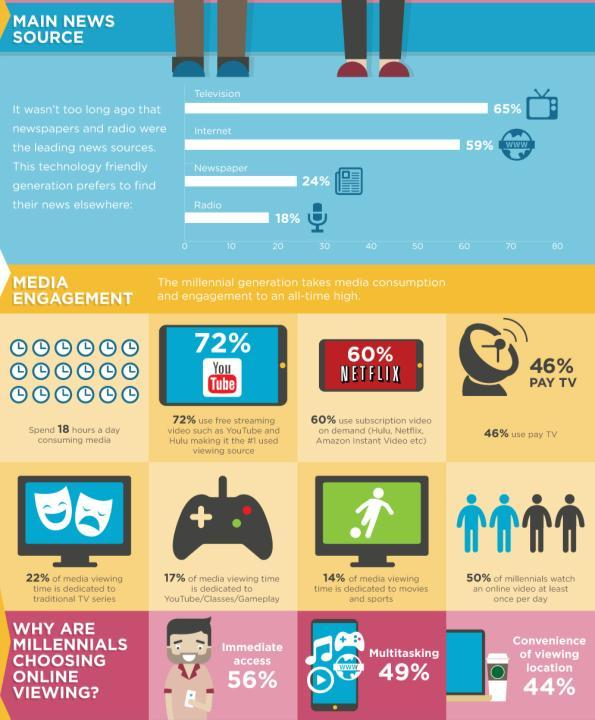 MAIN NEWS
SOURCE
It wasn't too long ago that
newspapers and radio were
the leading news sources.
This technology friendly
generation prefers to find
their news elsewhere:
Television
65%
Internet
59%
WWW
Newspaper
24%
Radio
18%
0 10 20 30 40 50 60 70 80
MEDIA
ENGAGEMENT
The millennial generation takes media consumption
and engagement to an all-time high.
Spend 18 hours a day
consuming media
72%
You
Tube
72% use free streaming
video such as YouTube and
Hulu making it the #1 used
viewing source
60%
NETFLIX
60% use subscription video
on demand (Hulu, Netflix,
Amazon Instant Video etc)
46%
PAY TV
46% use pay TV
22% of media viewing
time is dedicated to
traditional TV series
17% of media viewing time
is dedicated to
YouTube/Classes/Gameplay
14% of media viewing
time is dedicated to movies
and sports
50% of millennials watch
an online video at least
once per day
WHY ARE
MILLENNIALS
CHOOSING
ONLINE
VIEWING?
Immediate
access
56%
WWW
Multitasking
49%
Convenience
of viewing
location
44%